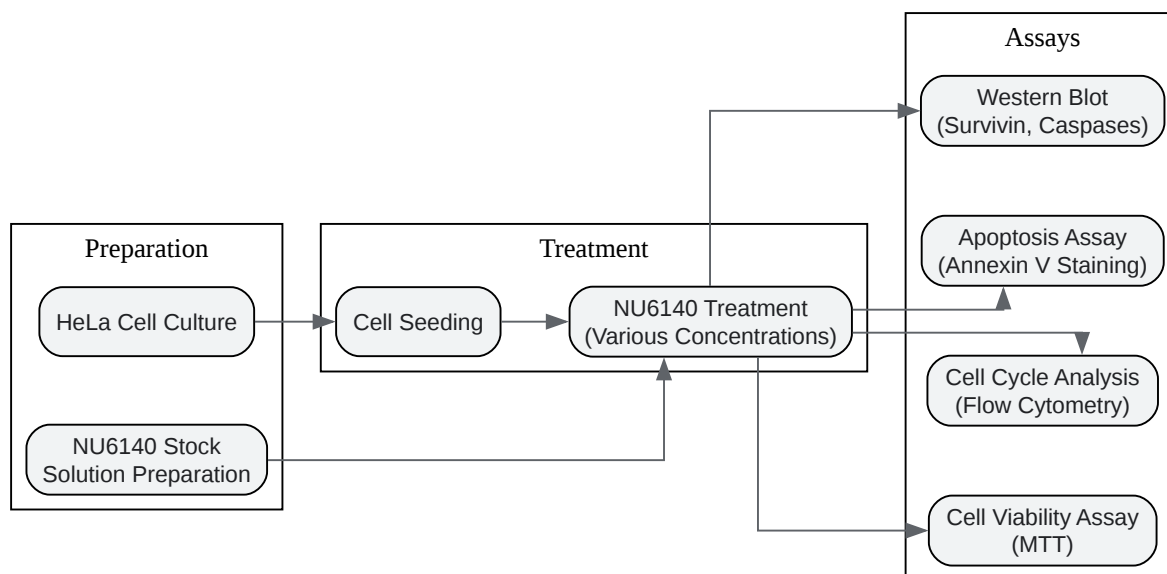 Preparation
HeLa Cell Culture
NU6140 Stock
Solution Preparation
Treatment
Cell Seeding
NU6140 Treatment
(Various Concentrations)
Assays
Western Blot
(Survivin, Caspases)
Apoptosis Assay
(Annexin V Staining)
Cell Cycle Analysis
(Flow Cytometry)
Cell Viability Assay
(MTT)